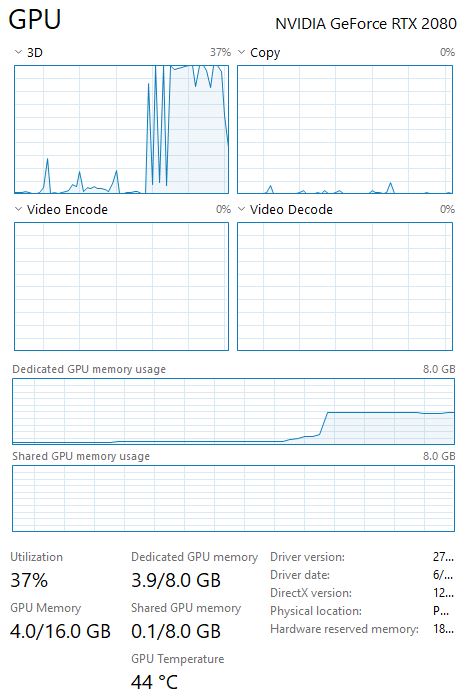 GPU NVIDIA GeForce RTX 2080
3D 37% Copy 0%
Video Encode 0% Video Decode 0%
Dedicated GPU memory usage 8.0 GB
Shared GPU memory usage 8.0 GB
Utilization
37%
Dedicated GPU memory
3.9/8.0 GB
GPU Memory
4.0/16.0 GB
Shared GPU memory
0.1/8.0 GB
GPU Temperature
44 °C
Driver version: 27...
Driver date: 6/...
DirectX version: 12...
Physical location: P...
Hardware reserved memory: 18...